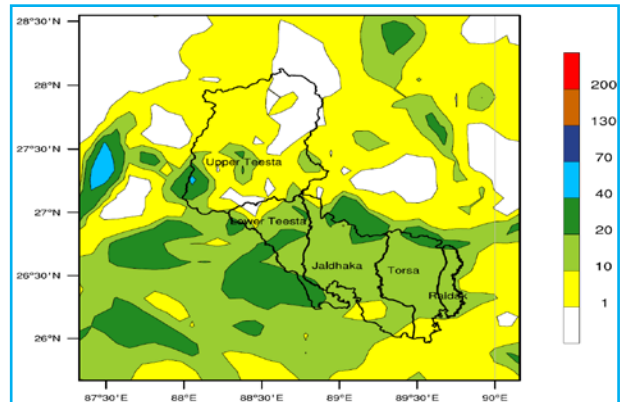 28°30'N
28°N
27°30'N
27°N
26°30'N
26°N
87°30'E 88°E 88°30'E 89°E 89°30'E 90°E
Upper Teesta
Lower Teesta
Jaldhaka
Torsa
Raidak
200
130
70
40
20
10
1